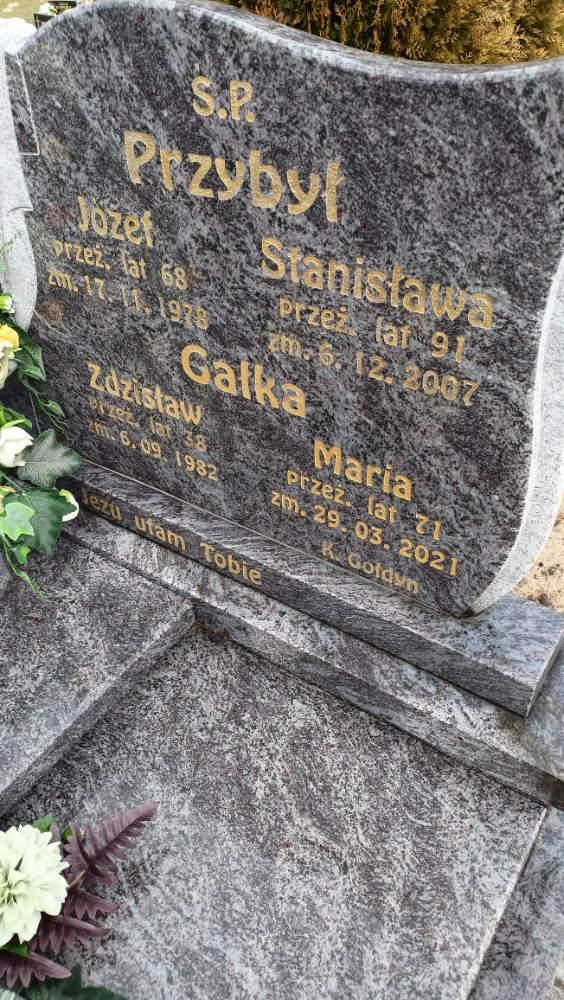 Ś.P.
Przybył
Józef
przeż. lat 68
zm. 17. 11. 1978
Stanisława
przeż. lat 91
zm. 6. 12. 2007
Gałka
Zdzisław
przeż. lat 38
zm. 6. 09. 1982
Maria
przeż. lat 71
zm. 29. 03. 2021
K. Gołdyn
Jezu ufam Tobie